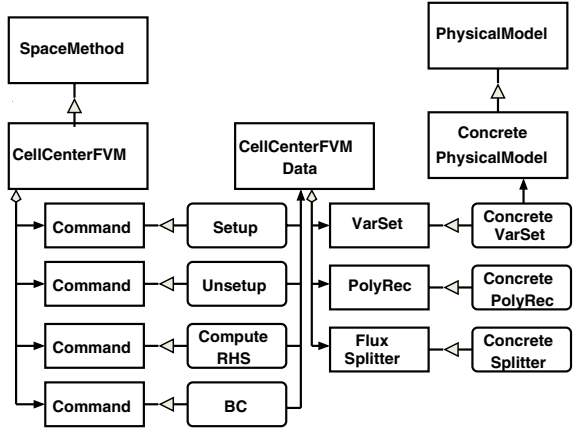 SpaceMethod
PhysicalModel
CellCenterFVM
CellCenterFVM
Data
Concrete
PhysicalModel
Command
Setup
VarSet
Concrete
VarSet
Command
Unsetup
PolyRec
Concrete
PolyRec
Command
Compute
RHS
Flux
Splitter
Concrete
Splitter
Command
BC